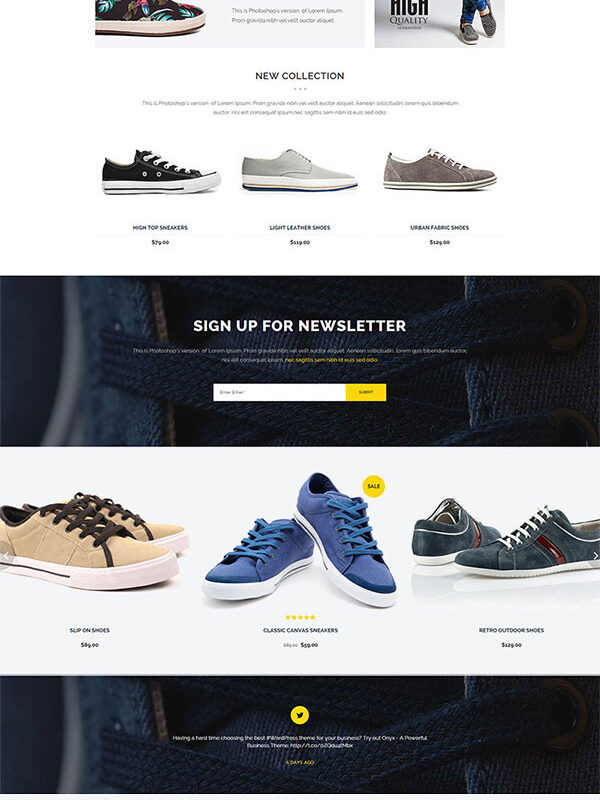 This is Photoshop's version of Lorem Ipsum.
Proin gravida nibh vel velit auctor aliquet.
HIGH
QUALITY
GUARANTEED
NEW COLLECTION
This is Photoshop's version of Lorem Ipsum. Proin gravida nibh vel velit auctor aliquet. Aenean sollicitudin, lorem quis bibendum
auctor, nisi elit consequat ipsum,nec sagittis sem nibh id elit. duis sed odio.
HIGH TOP SNEAKERS
LIGHT LEATHER SHOES
URBAN FABRIC SHOES
$79.00
$119.00
$129.00
SIGN UP FOR NEWSLETTER
This is Photoshop's version of Lorem Ipsum. Proin gravida nibh vel velit auctor aliquet. Aenean sollicitudin, lorem quis bibendum
nisi elit consequat ipsum, nec sagittis sem nibh id euis sed odio.
Enter Email
SUBMIT
SALE
SLIP ON SHOES
CLASSIC CANVAS SNEAKERS
RETRO OUTDOOR SHOES
$89.00
$89.00 $59.00
$129.00
Having a hard time choosing the best #WordPress theme for your business? Try out Onyx - A Powerful
Business Theme:
4 DAYS AGO